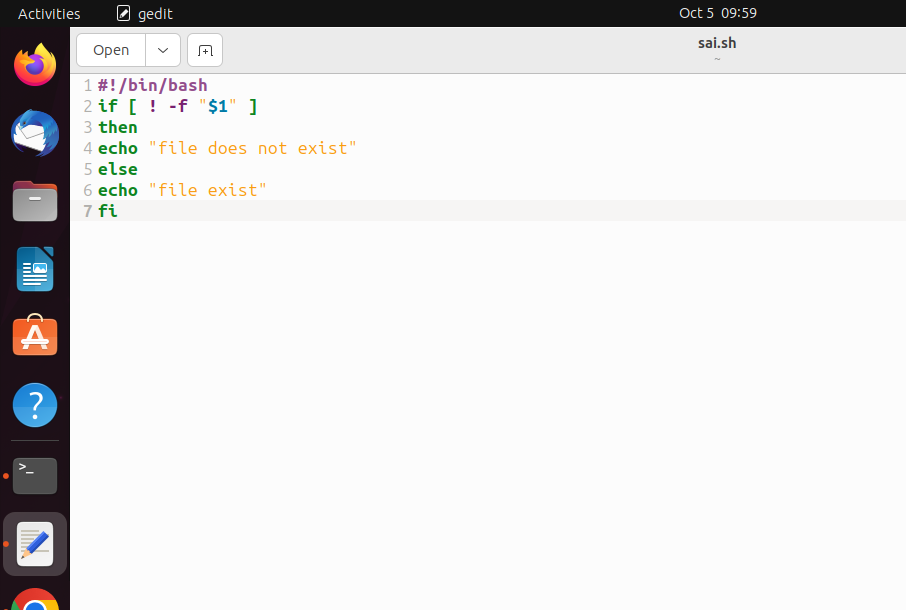 Activities gedit Oct 5 09:59
Open sai.sh
~
1 #!/bin/bash
2 if [ ! -f "$1" ]
3 then
4 echo "file does not exist"
5 else
6 echo "file exist"
7 fi
>_
?